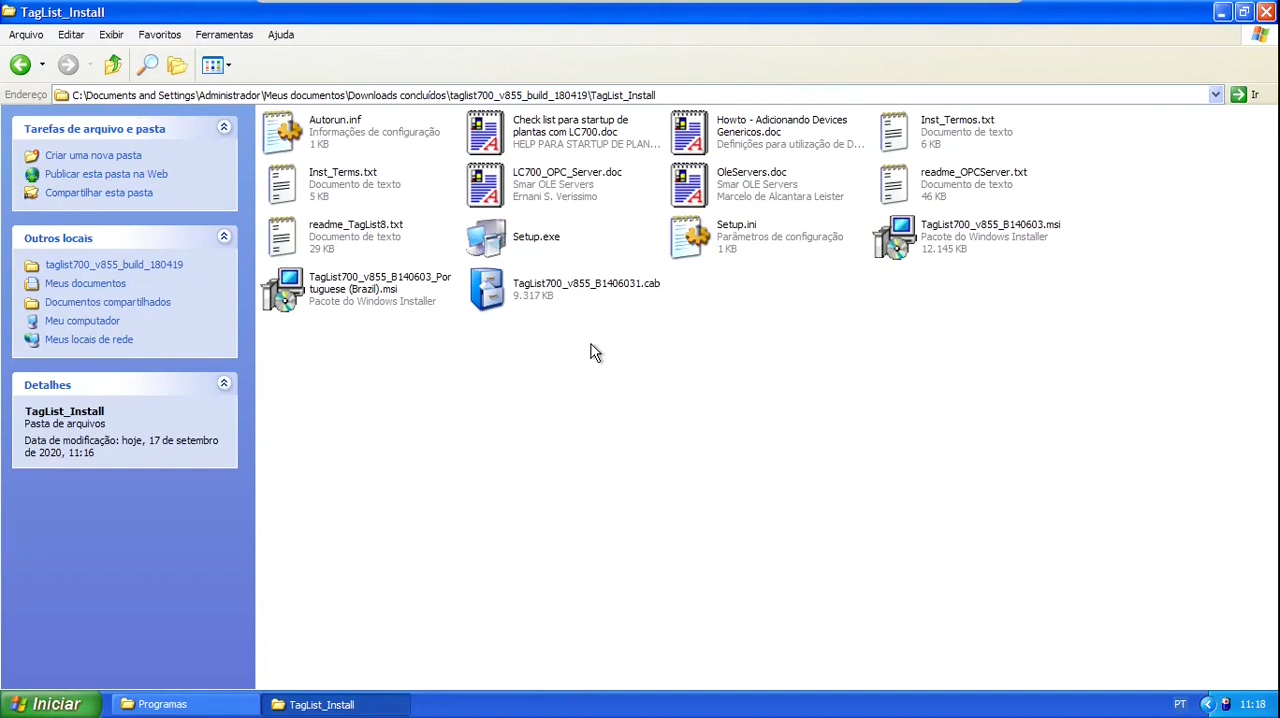 TagList_Install
Arquivo Editar Exibir Favoritos Ferramentas Ajuda
Endereço C:\Documents and Settings\Administrador\Meus documentos\Downloads concluídos\taglist700_v855_build_180419\TagList_Install Ir
Tarefas de arquivo e pasta
Criar uma nova pasta
Publicar esta pasta na Web
Compartilhar esta pasta
Outros locais
taglist700_v855_build_180419
Meus documentos
Documentos compartilhados
Meu computador
Meus locais de rede
Detalhes
TagList_Install
Pasta de arquivos
Data de modificação: hoje, 17 de setembro
de 2020, 11:16
Autorun.inf
Informações de configuração
1 KB
Check list para startup de
plantas com LC700.doc
HELP PARA STARTUP DE PLAN...
Howto - Adicionando Devices
Genericos.doc
Definições para utilização de D...
Inst_Termos.txt
Documento de texto
6 KB
Inst_Terms.txt
Documento de texto
5 KB
LC700_OPC_Server.doc
Smar OLE Servers
Ernani S. Verissimo
OleServers.doc
Smar OLE Servers
Marcelo de Alcantara Leister
readme_OPCServer.txt
Documento de texto
46 KB
readme_TagList8.txt
Documento de texto
29 KB
Setup.exe
Setup.ini
Parâmetros de configuração
1 KB
TagList700_v855_B140603.msi
Pacote do Windows Installer
12.145 KB
TagList700_v855_B140603_Por
tuguese (Brazil).msi
Pacote do Windows Installer
TagList700_v855_B1406031.cab
9.317 KB
Iniciar Programas TagList_Install PT 11:18